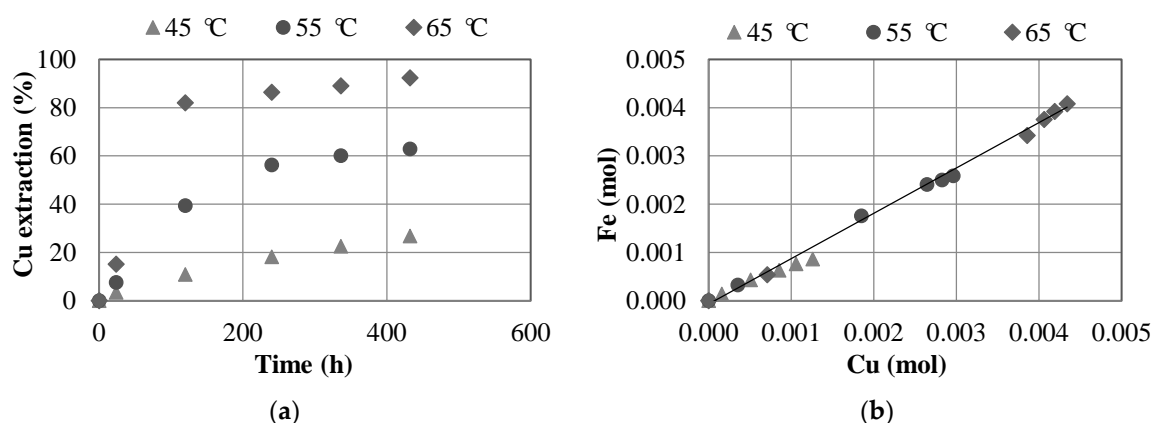 45 ℃ 55 ℃ 65 ℃
100
80
60
40
20
0
Cu extraction (%)
0 200 400 600
Time (h)
(a)
45 ℃ 55 ℃ 65 ℃
0.005
0.004
0.003
0.002
0.001
0.000
Fe (mol)
0.000 0.001 0.002 0.003 0.004 0.005
Cu (mol)
(b)